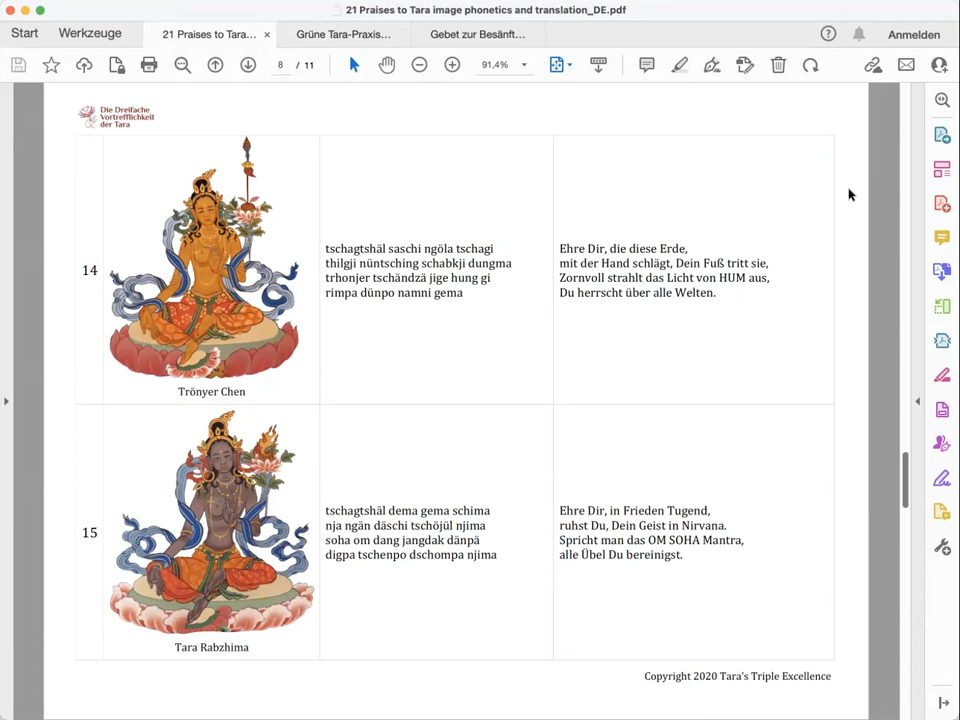 21 Praises to Tara image phonetics and translation_DE.pdf
Start
Werkzeuge
21 Praises to Tara...
Grüne Tara-Praxis...
Gebet zur Besänft...
Anmelden
8 / 11
91,4%
Die Dreifache
Vortrefflichkeit
der Tara
14
Trönyer Chen
tschagtshäl saschi ngöla tschagi
thilgji nüntsching schabkji dungma
trhonjer tschändzä jige hung gi
rimpa dünpo namni gema
Ehre Dir, die diese Erde,
mit der Hand schlägt, Dein Fuß tritt sie,
Zornvoll strahlt das Licht von HUM aus,
Du herrscht über alle Welten.
15
Tara Rabzhima
tschagtshäl dema gema schima
nja ngän däschi tschöjül njima
soha om dang jangdak dänpä
digpa tschenpo dschompa njima
Ehre Dir, in Frieden Tugend,
ruhst Du, Dein Geist in Nirvana.
Spricht man das OM SOHA Mantra,
alle Übel Du bereinigst.
Copyright 2020 Tara's Triple Excellence